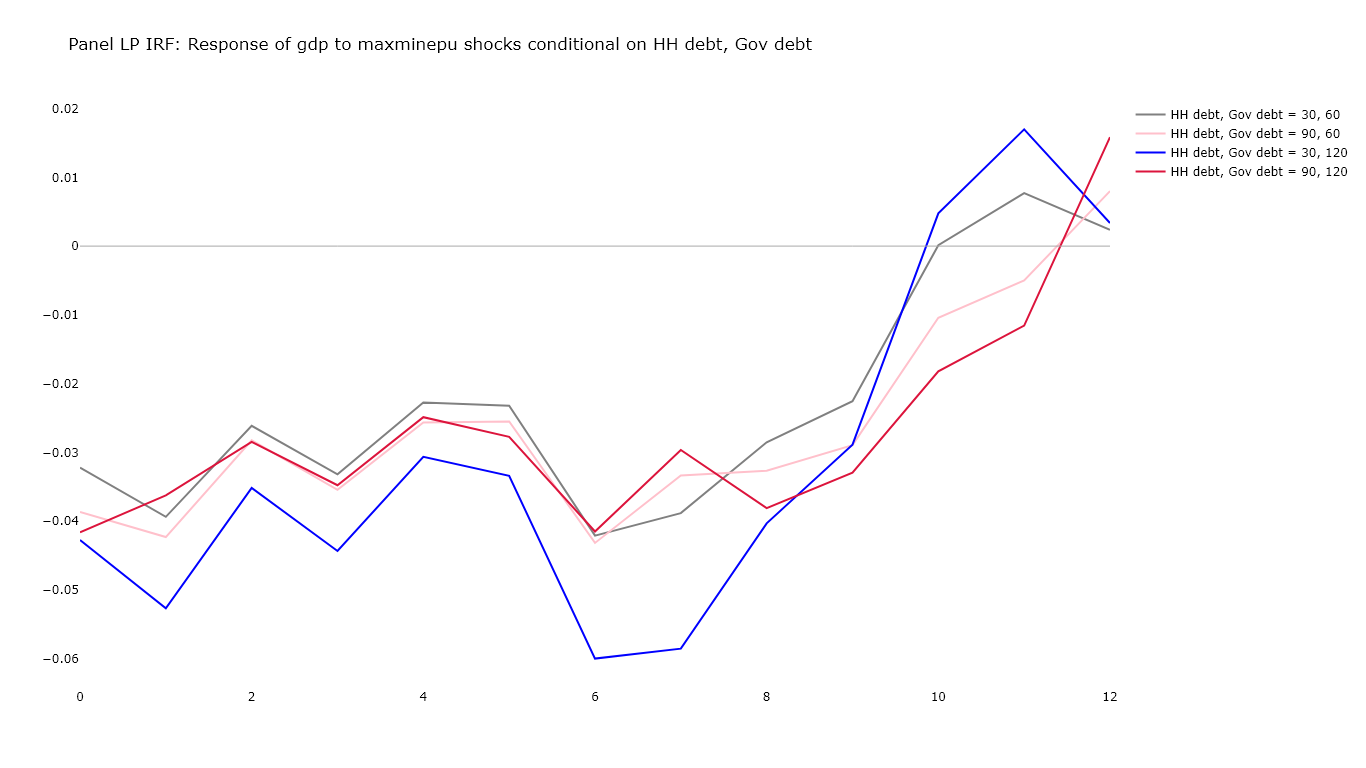 Panel LP IRF: Response of gdp to maxminepu shocks conditional on HH debt, Gov debt
0.02
0.01
0
−0.01
−0.02
−0.03
−0.04
−0.05
−0.06
0 2 4 6 8 10 12
HH debt, Gov debt = 30, 60
HH debt, Gov debt = 90, 60
HH debt, Gov debt = 30, 120
HH debt, Gov debt = 90, 120